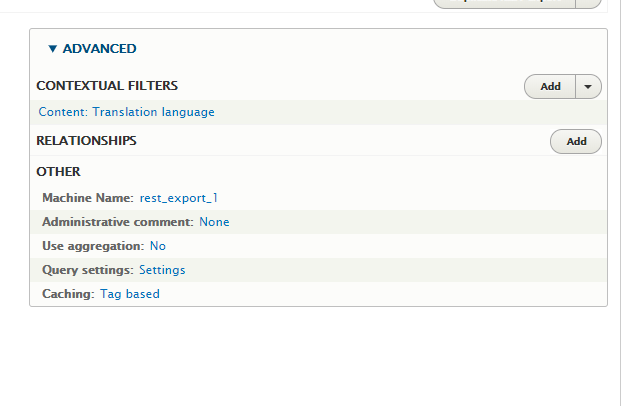 ADVANCED
CONTEXTUAL FILTERS
Add
Content: Translation language
RELATIONSHIPS
Add
OTHER
Machine Name: rest_export_1
Administrative comment: None
Use aggregation: No
Query settings: Settings
Caching: Tag based